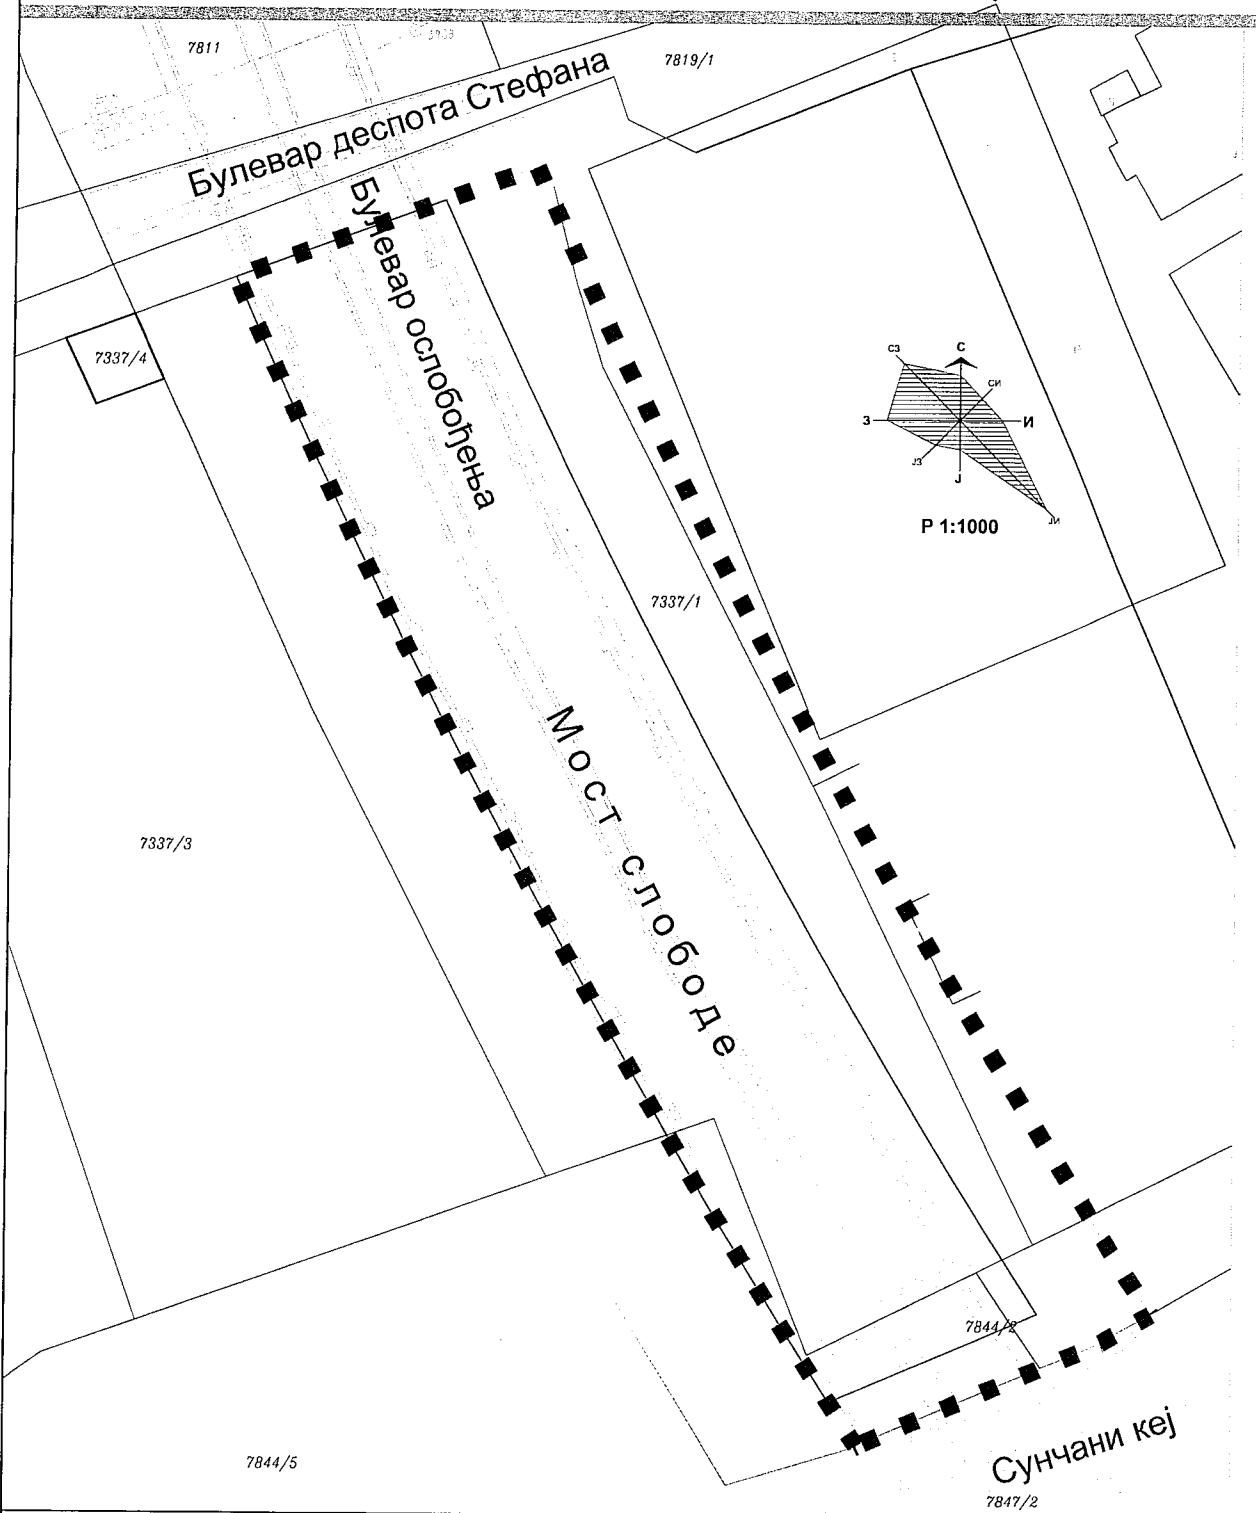 7811
7819/1
Булевар деспота Стефана
Булевар ослобођења
7337/4
С
СЗ
СИ
З
И
ЈЗ
Ј
ЈИ
Р 1:1000
7337/1
Мост слободе
7337/3
7844/2
Сунчани кеј
7844/5
7847/2